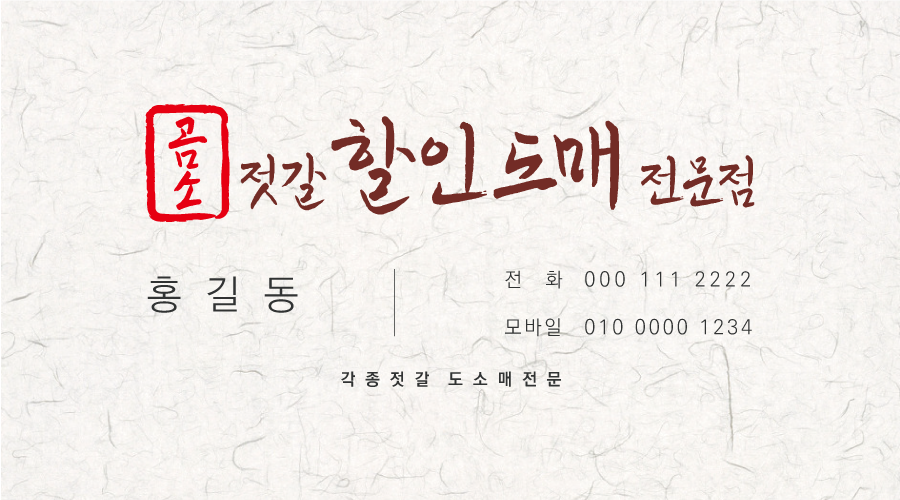 곰소 젓갈 할인 도매 전문점
홍길동
전화 000 111 2222
모바일 010 0000 1234
각종젓갈 도소매전문